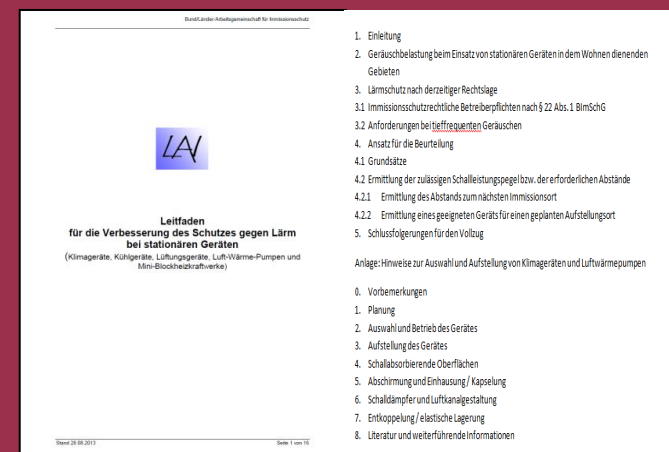 Bund/Länder-Arbeitsgemeinschaft für Immissionsschutz
LAI
Leitfaden
für die Verbesserung des Schutzes gegen Lärm
bei stationären Geräten
(Klimageräte, Kühlgeräte, Lüftungsgeräte, Luft-Wärme-Pumpen und
Mini-Blockheizkraftwerke)
Stand 28.08.2013 Seite 1 von 16
1. Einleitung
2. Geräuschbelastung beim Einsatz von stationären Geräten in dem Wohnen dienenden
Gebieten
3. Lärmschutz nach derzeitiger Rechtslage
3.1 Immissionsschutzrechtliche Betreiberpflichten nach § 22 Abs. 1 BImSchG
3.2 Anforderungen bei tieffrequenten Geräuschen
4. Ansatz für die Beurteilung
4.1 Grundsätze
4.2 Ermittlung der zulässigen Schallleistungspegel bzw. der erforderlichen Abstände
4.2.1 Ermittlung des Abstands zum nächsten Immissionsort
4.2.2 Ermittlung eines geeigneten Geräts für einen geplanten Aufstellungsort
5. Schlussfolgerungen für den Vollzug
Anlage: Hinweise zur Auswahl und Aufstellung von Klimageräten und Luftwärmepumpen
0. Vorbemerkungen
1. Planung
2. Auswahl und Betrieb des Gerätes
3. Aufstellung des Gerätes
4. Schallabsorbierende Oberflächen
5. Abschirmung und Einhausung / Kapselung
6. Schalldämpfer und Luftkanalgestaltung
7. Entkoppelung / elastische Lagerung
8. Literatur und weiterführende Informationen